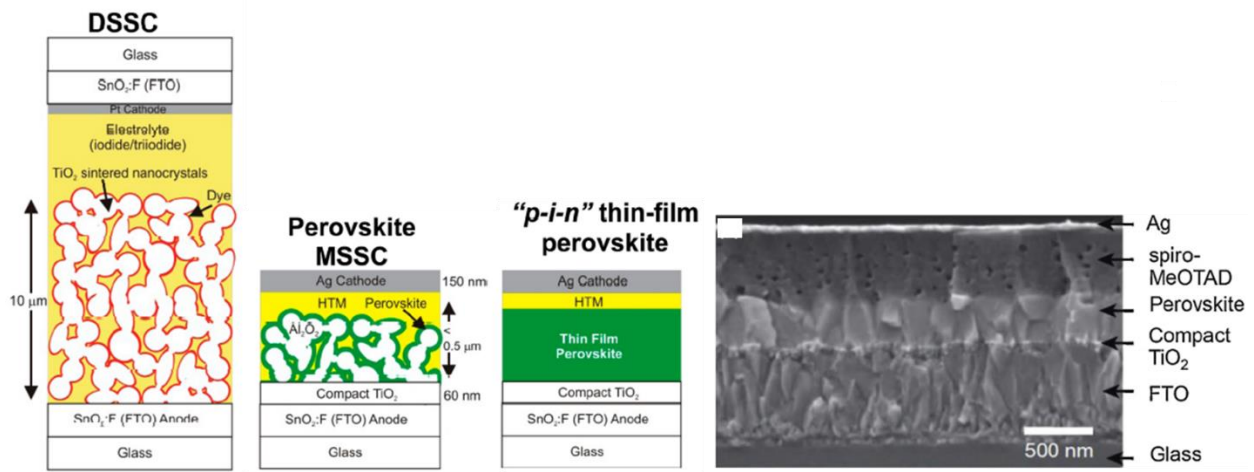 DSSC
Glass
SnO₂:F (FTO)
Pt Cathode
Electrolyte
(iodide/triiodide)
TiO₂ sintered nanocrystals
Dye
10 μm
SnO₂:F (FTO) Anode
Glass
Perovskite
MSSC
Ag Cathode
150 nm
HTM
Perovskite
Al₂O₂
<
0.5 μm
Compact TiO₂
60 nm
SnO₂:F (FTO) Anode
Glass
"p-i-n" thin-film
perovskite
Ag Cathode
HTM
Thin Film
Perovskite
Compact TiO₂
SnO₂:F (FTO) Anode
Glass
Ag
spiro-
MeOTAD
Perovskite
Compact
TiO₂
FTO
500 nm
Glass